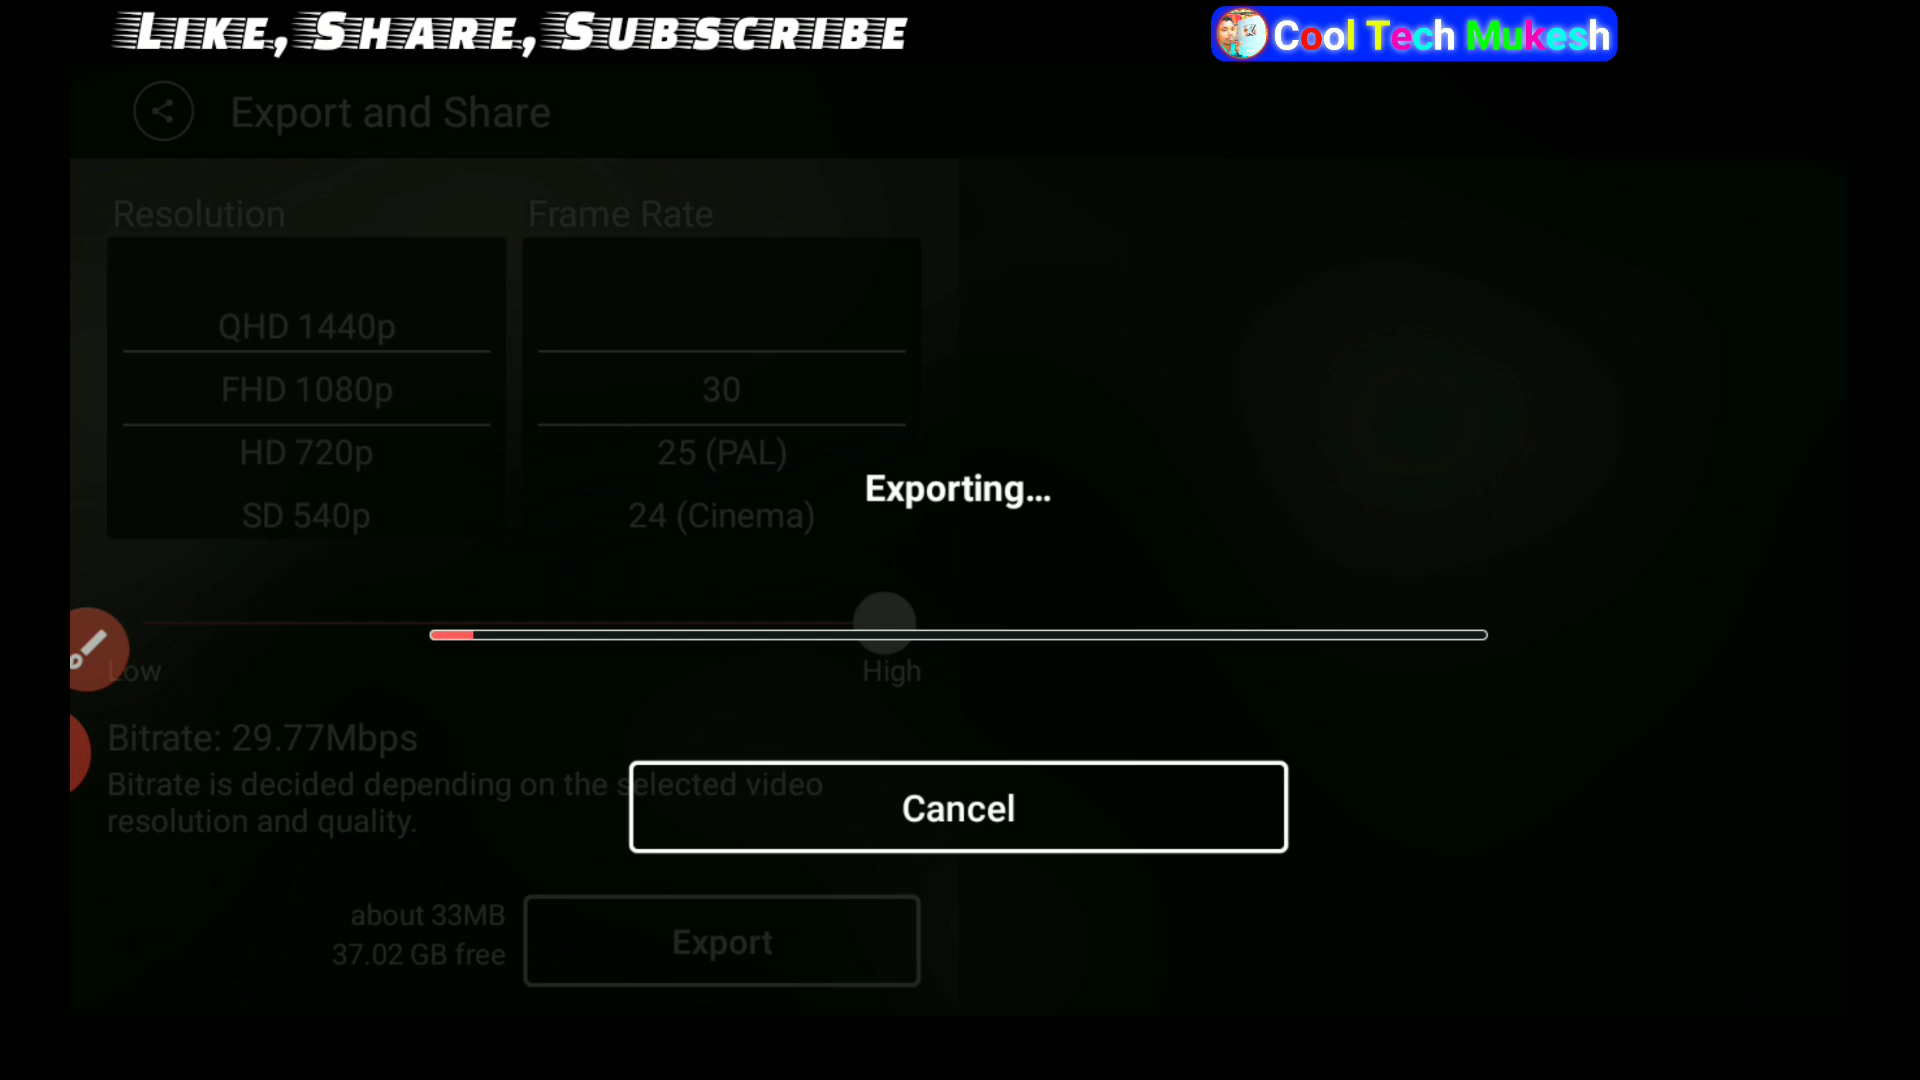 LIKE, SHARE, SUBSCRIBE
Cool Tech Mukesh
Export and Share
Resolution
Frame Rate
QHD 1440p
FHD 1080p
30
HD 720p
25 (PAL)
SD 540p
24 (Cinema)
Exporting...
Low
High
Bitrate: 29.77Mbps
Bitrate is decided depending on the selected video
resolution and quality.
Cancel
about 33MB
37.02 GB free
Export